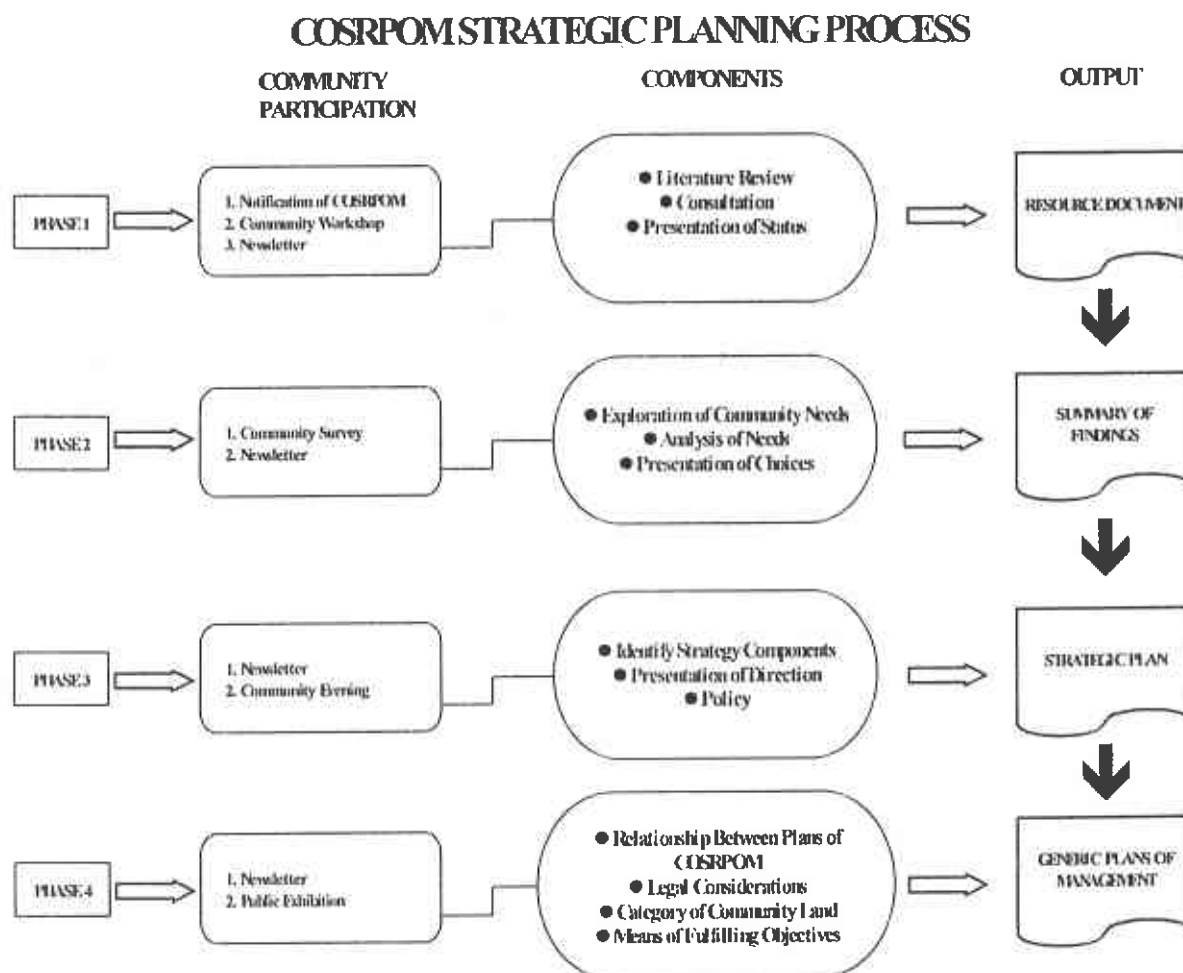 COSRPOM STRATEGIC PLANNING PROCESS
COMMUNITY
PARTICIPATION
COMPONENTS
OUTPUT
PHASE 1
1. Notification of COSRPOM
2. Community Workshop
3. Newsletter
● Literature Review
● Consultation
● Presentation of Status
RESOURCE DOCUMENT
PHASE 2
1. Community Survey
2. Newsletter
● Exploration of Community Needs
● Analysis of Needs
● Presentation of Choices
SUMMARY OF
FINDINGS
PHASE 3
1. Newsletter
2. Community Evening
● Identify Strategy Components
● Presentation of Direction
● Policy
STRATEGIC PLAN
PHASE 4
1. Newsletter
2. Public Exhibition
● Relationship Between Plans of
COSRPOM
● Legal Considerations
● Category of Community Land
● Means of Fulfilling Objectives
GENERIC PLANS OF
MANAGEMENT